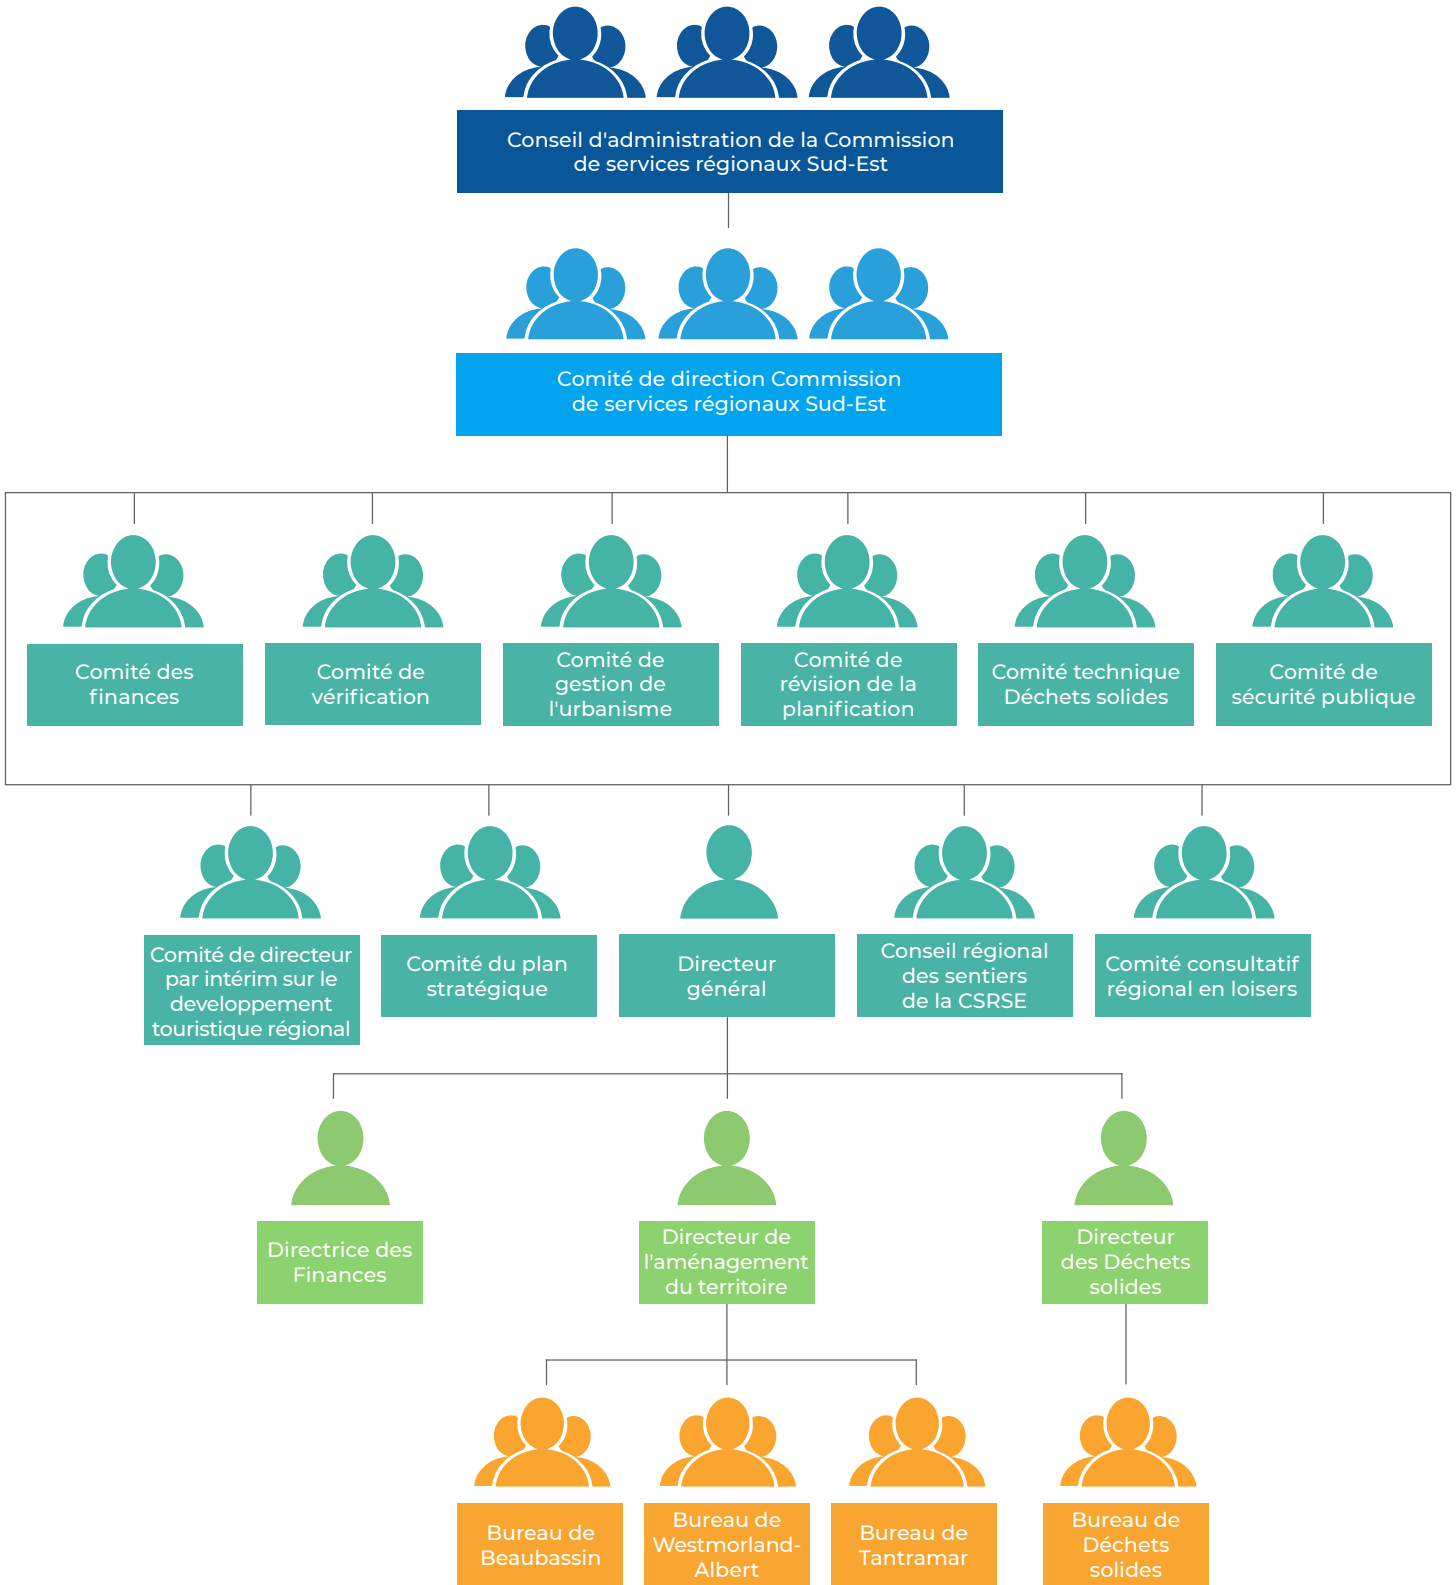 Conseil d'administration de la Commission
de services régionaux Sud-Est
Comité de direction Commission
de services régionaux Sud-Est
Comité des
finances
Comité de
vérification
Comité de
gestion de
l'urbanisme
Comité de
révision de la
planification
Comité technique
Déchets solides
Comité de
sécurité publique
Comité de directeur
par intérim sur le
developpement
touristique régional
Comité du plan
stratégique
Directeur
général
Conseil régional
des sentiers
de la CSRSE
Comité consultatif
régional en loisers
Directrice des
Finances
Directeur de
l'aménagement
du territoire
Directeur
des Déchets
solides
Bureau de
Beaubassin
Bureau de
Westmorland-
Albert
Bureau de
Tantramar
Bureau de
Déchets
solides